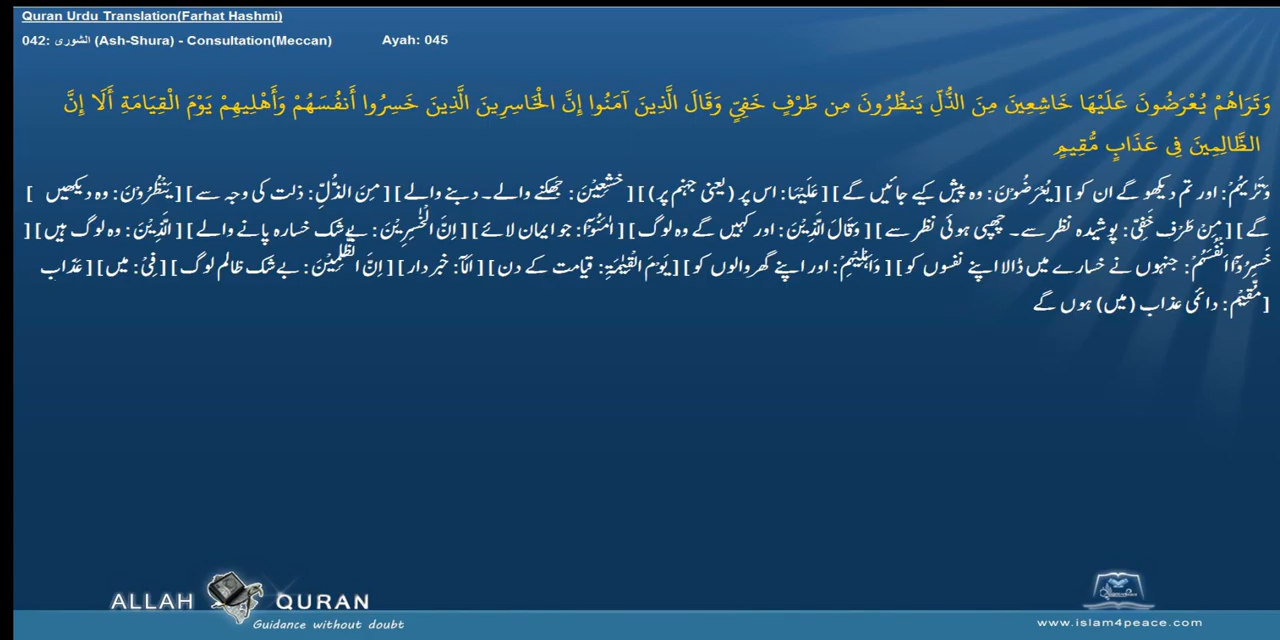 Quran Urdu Translation(Farhat Hashmi)
042: الشورى (Ash-Shura) - Consultation(Meccan) Ayah: 045
وَتَرَاهُمْ يُعْرَضُونَ عَلَيْهَا خَاشِعِينَ مِنَ الذُّلِّ يَنظُرُونَ مِن طَرْفٍ خَفِيٍّ وَقَالَ الَّذِينَ آمَنُوا إِنَّ الْخَاسِرِينَ الَّذِينَ خَسِرُوا أَنفُسَهُمْ وَأَهْلِيهِمْ يَوْمَ الْقِيَامَةِ أَلَا إِنَّ
الظَّالِمِينَ فِي عَذَابٍ مُّقِيمٍ
وَتَرٰىهُمْ: اور تم دیکھو گے ان کو] [يُعْرَضُوْنَ: وہ پیش کیے جائیں گے] [عَلَيْهَا: اس پر (یعنی جہنم پر)] [خٰشِعِيْنَ: جھکنے والے۔ دبنے والے] [مِنَ الذُّلِّ: ذلت کی وجہ سے] [يَنْظُرُوْنَ: وہ دیکھیں
گے] [مِنْ طَرْفٍ خَفِيٍّ: پوشیدہ نظر سے۔ چھپی ہوئی نظر سے] [وَقَالَ الَّذِيْنَ: اور کہیں گے وہ لوگ] [اٰمَنُوْٓا: جو ایمان لائے] [اِنَّ الْخٰسِرِيْنَ: بےشک خسارہ پانے والے] [الَّذِيْنَ: وہ لوگ ہیں] [
خَسِرُوْٓا اَنْفُسَهُمْ: جنہوں نے خسارے میں ڈالا اپنے نفسوں کو] [وَاَهْلِيْهِمْ: اور اپنے گھر والوں کو] [يَوْمَ الْقِيٰمَةِ: قیامت کے دن] [اَلَآ: خبردار] [اِنَّ الظّٰلِمِيْنَ: بے شک ظالم لوگ] [فِيْ: میں] [عَذَابٍ
مُّقِيْمٍ: دائمی عذاب (میں) ہوں گے]
ALLAH QURAN
Guidance without doubt
www.islam4peace.com